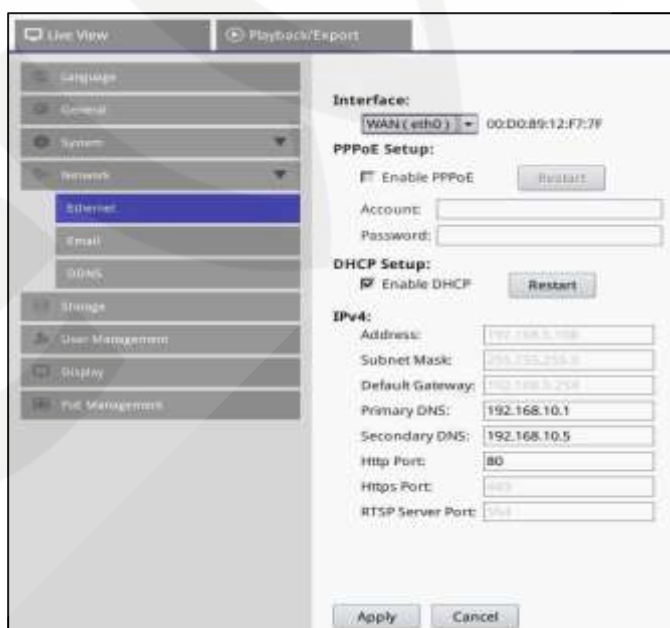 Live View
Playback/Export
Language
General
System
Network
Ethernet
Email
DDNS
Storage
User Management
Display
PoE Management
Interface:
WAN ( eth0 ) 00:D0:89:12:F7:7F
PPPoE Setup:
Enable PPPoE Restart
Account:
Password:
DHCP Setup:
Enable DHCP Restart
IPv4:
Address:
Subnet Mask:
Default Gateway:
Primary DNS: 192.168.10.1
Secondary DNS: 192.168.10.5
Http Port: 80
Https Port:
RTSP Server Port:
Apply Cancel